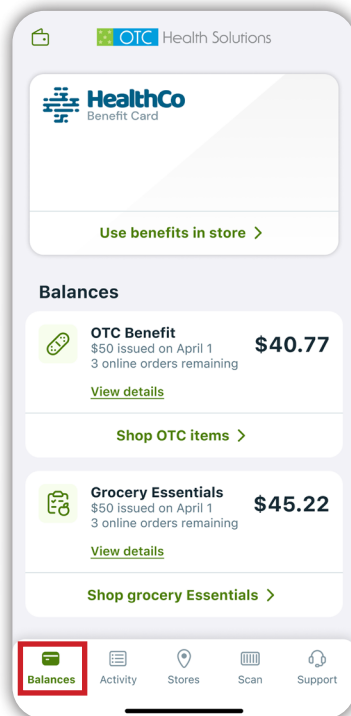 OTC Health Solutions
HealthCo
Benefit Card
Use benefits in store >
Balances
OTC Benefit
$50 issued on April 1
3 online orders remaining
$40.77
View details
Shop OTC items >
Grocery Essentials
$50 issued on April 1
3 online orders remaining
$45.22
View details
Shop grocery Essentials >
Balances Activity Stores Scan Support